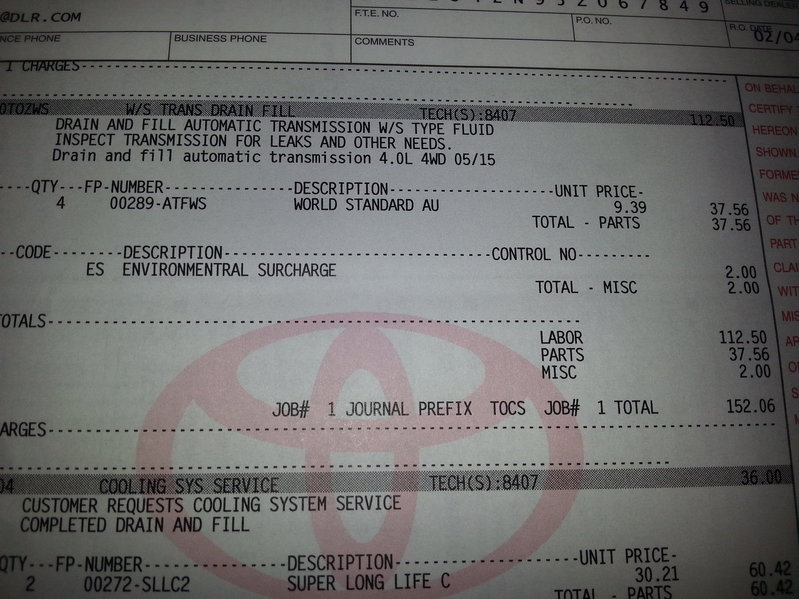 @DLR.COM
F.T.E. NO.
P.O. NO.
SELLING DEALER
R.O. DATE
02/04
NCE PHONE
BUSINESS PHONE
COMMENTS
1 CHARGES
0TOZWS W/S TRANS DRAIN FILL TECH(S):8407 112.50
DRAIN AND FILL AUTOMATIC TRANSMISSION W/S TYPE FLUID
INSPECT TRANSMISSION FOR LEAKS AND OTHER NEEDS.
Drain and fill automatic transmission 4.0L 4WD 05/15
----QTY---FP-NUMBER---------------DESCRIPTION--------------------UNIT PRICE-
4 00289-ATFWS WORLD STANDARD AU 9.39 37.56
TOTAL - PARTS 37.56
--CODE--------DESCRIPTION-------------------------------CONTROL NO---------
ES ENVIRONMENTRAL SURCHARGE 2.00
TOTAL - MISC 2.00
OTALS
LABOR 112.50
PARTS 37.56
MISC 2.00
JOB# 1 JOURNAL PREFIX TOCS JOB# 1 TOTAL 152.06
ARGES
04 COOLING SYS SERVICE TECH(S):8407 36.00
CUSTOMER REQUESTS COOLING SYSTEM SERVICE
COMPLETED DRAIN AND FILL
QTY---FP-NUMBER---------------DESCRIPTION--------------------UNIT PRICE-
2 00272-SLLC2 SUPER LONG LIFE C 30.21 60.42
TOTAL - PARTS 60.42
ON BEHAL
CERTIFY
HEREON
SHOWN.
FORME
WAS N
OF TH
PART
CLAI
WIT
MIS
AR
O
S